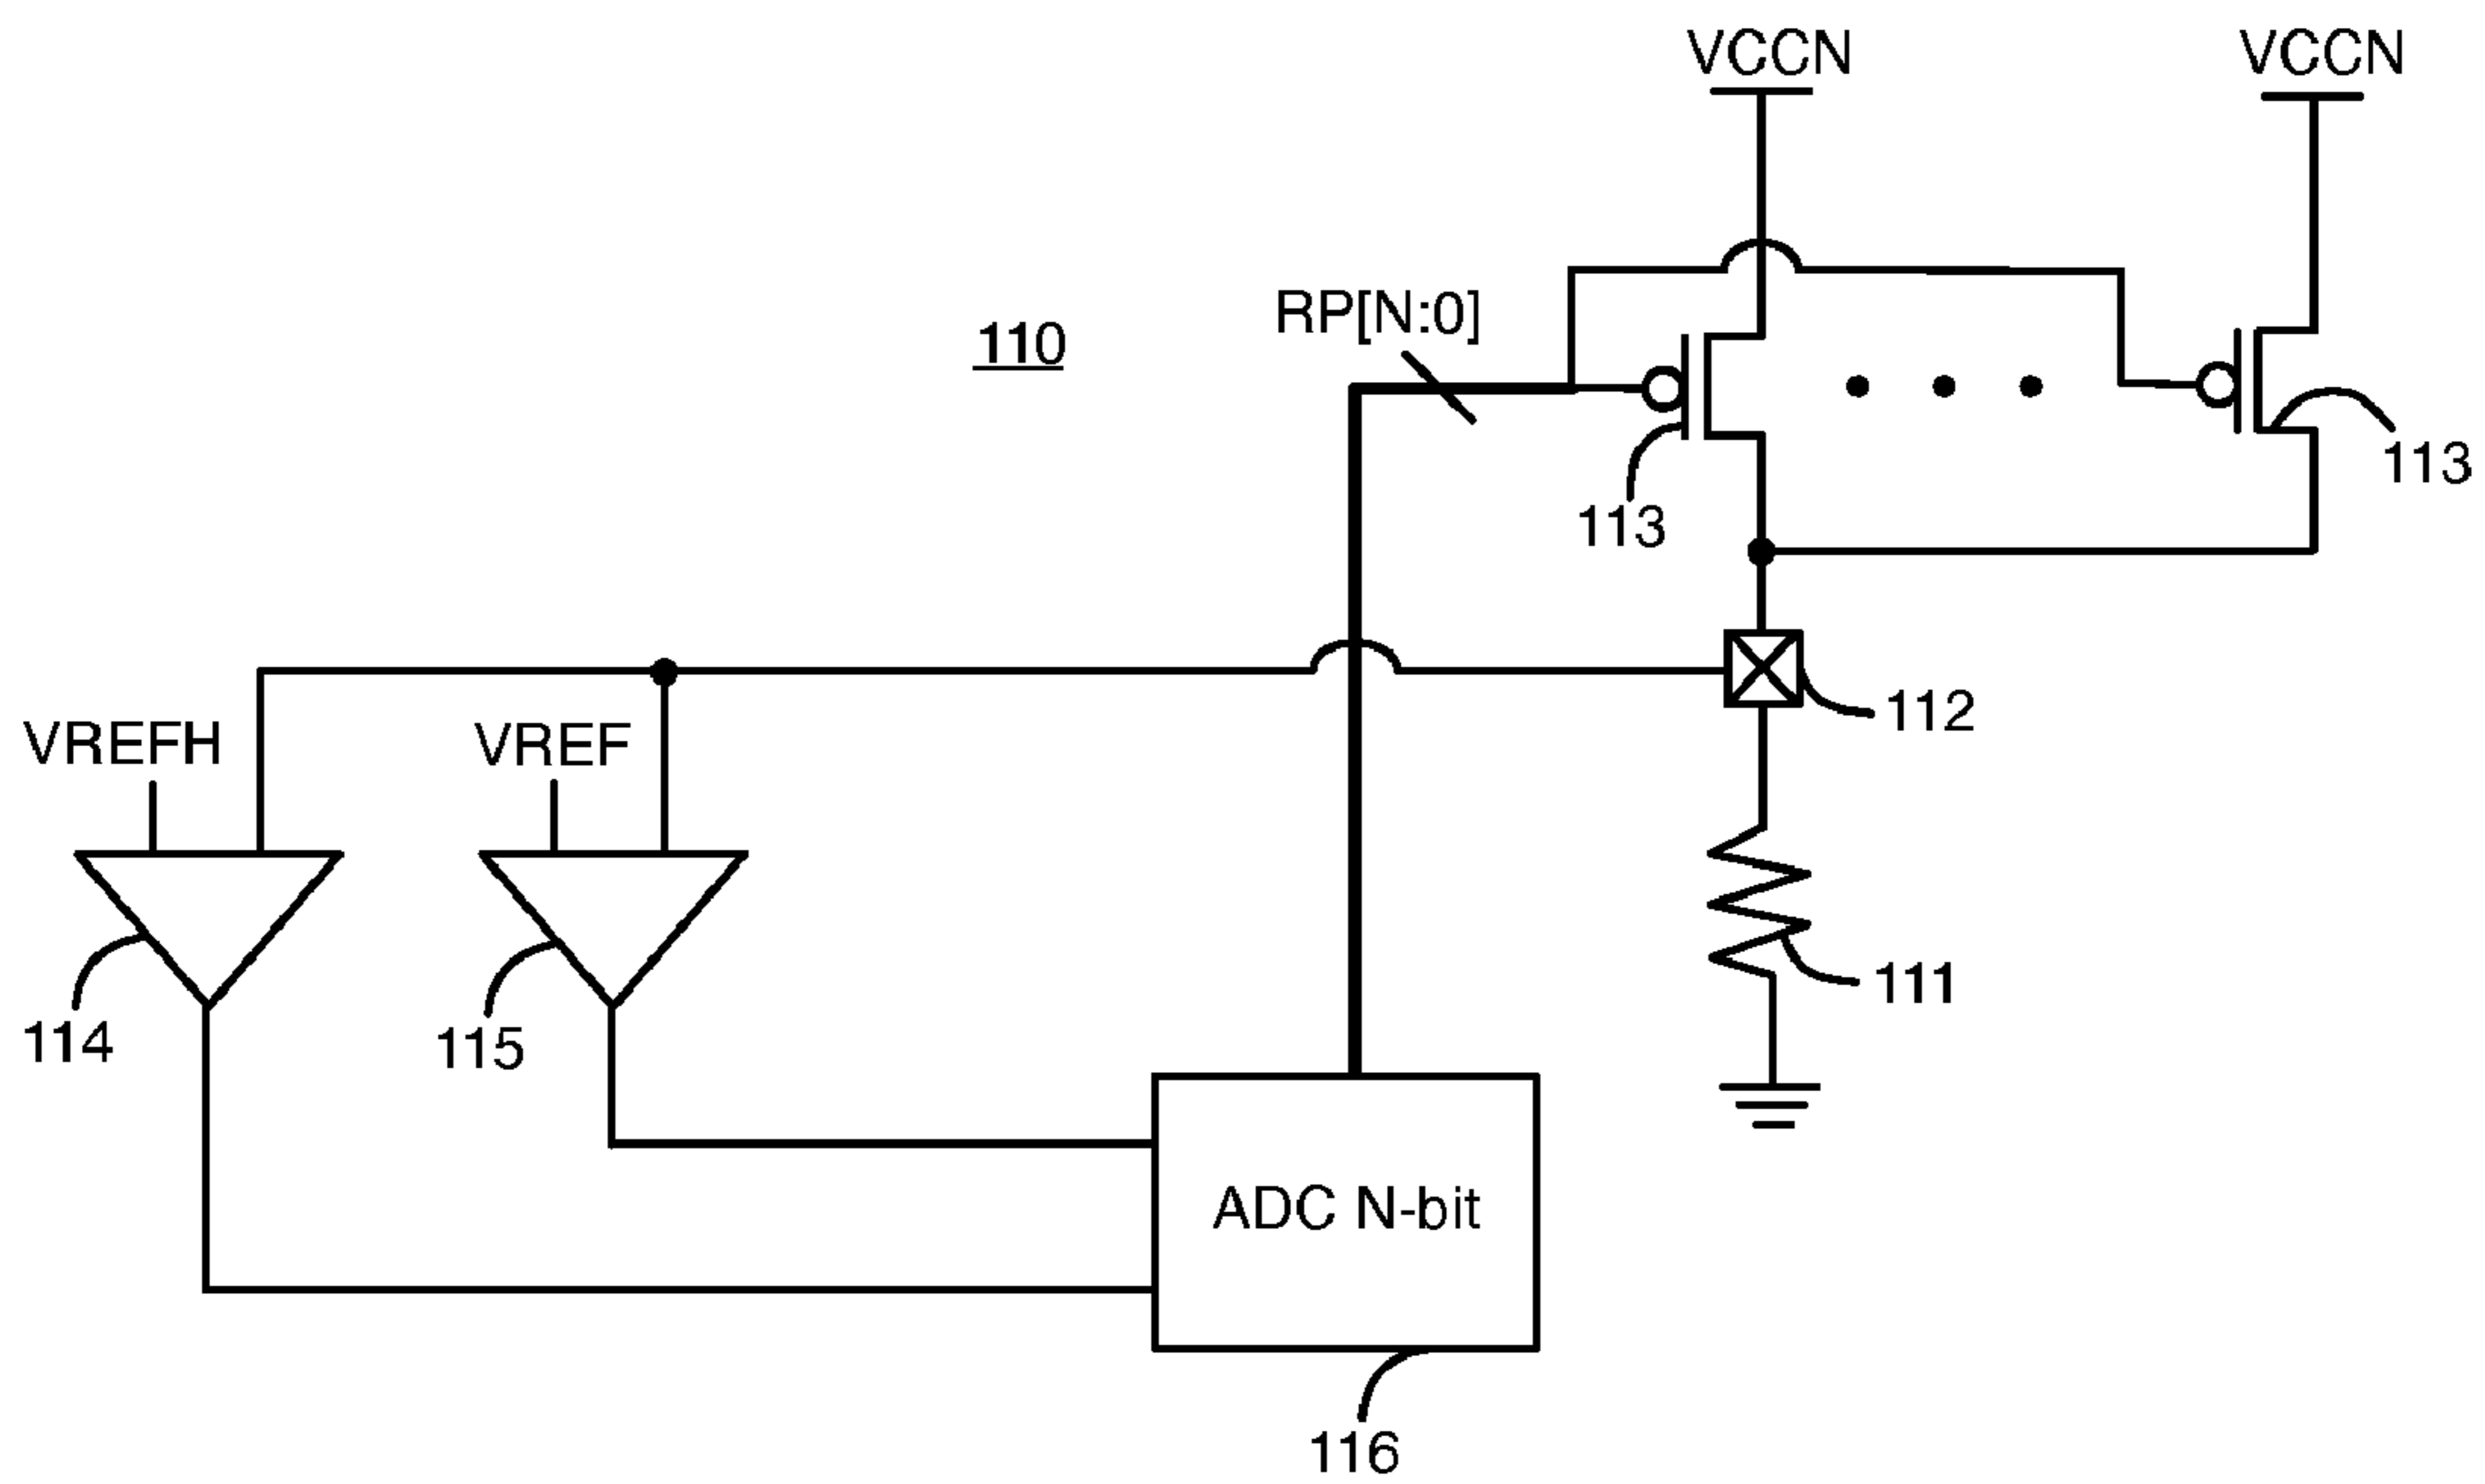 VCCN
VCCN
RP[N:0]
110
113
113
112
VREFH
VREF
111
114
115
ADC N-bit
116